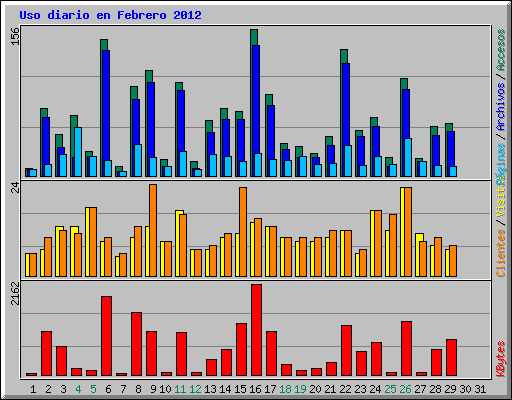 Uso diario en Febrero 2012
156
Páginas / Archivos / Accesos
24
Clientes / Visitas
2162
KBytes
1 2 3 4 5 6 7 8 9 10 11 12 13 14 15 16 17 18 19 20 21 22 23 24 25 26 27 28 29 30 31